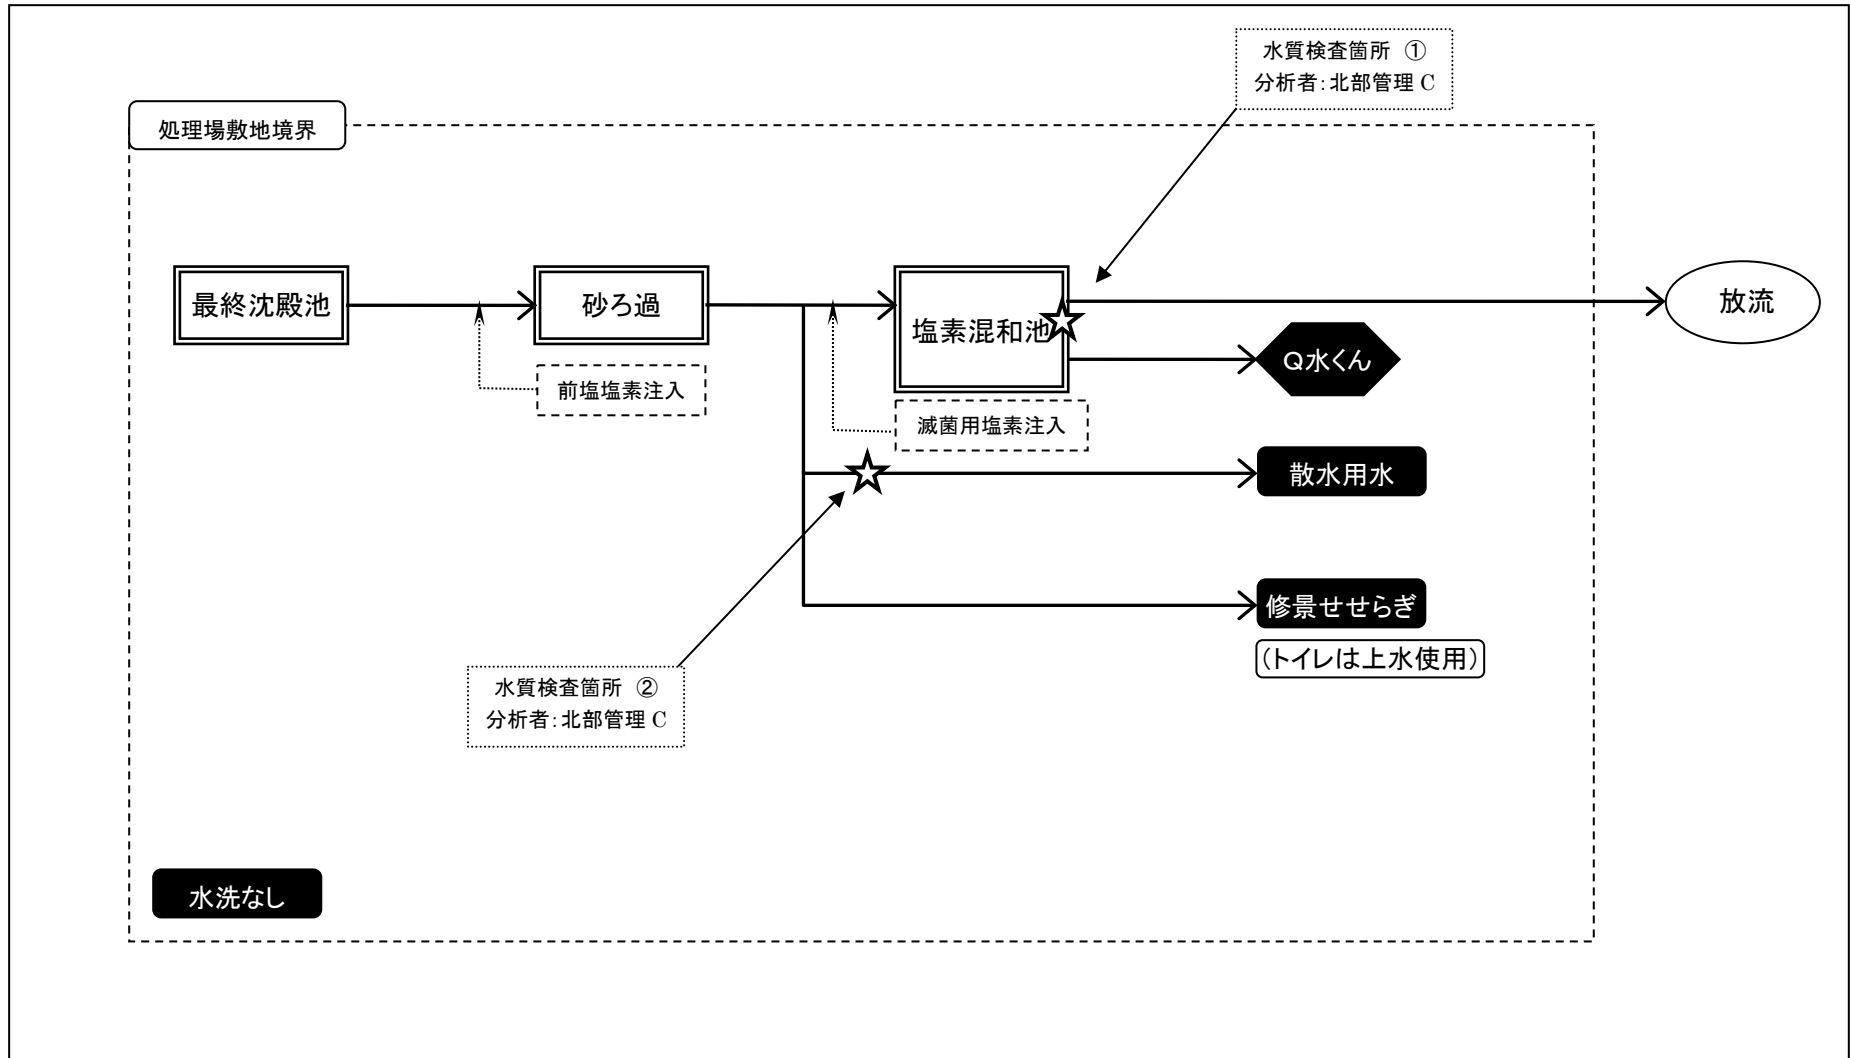 水質検査箇所 ①
分析者：北部管理 C
処理場敷地境界
最終沈殿池
砂ろ過
塩素混和池
放流
Q水くん
前塩塩素注入
滅菌用塩素注入
散水用水
修景せせらぎ
(トイレは上水使用)
水質検査箇所 ②
分析者：北部管理 C
水洗なし